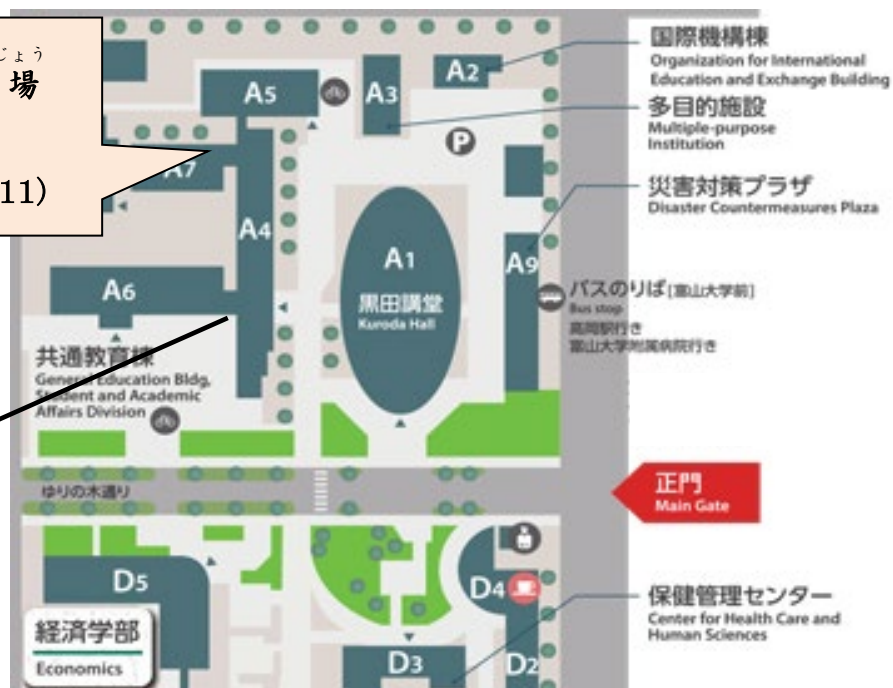 じょう
場
11)
A5
A3
A2
A7
A4
A1
黒田講堂
Kuroda Hall
A9
A6
共通教育棟
General Education Bldg,
Student and Academic
Affairs Division
国際機構棟
Organization for International
Education and Exchange Building
多目的施設
Multiple-purpose
Institution
災害対策プラザ
Disaster Countermeasures Plaza
P
バスのりば[富山大学前]
Bus stop
高岡駅行き
富山大学附属病院行き
ゆりの木通り
正門
Main Gate
D5
経済学部
Economics
D4
D3
D2
保健管理センター
Center for Health Care and
Human Sciences